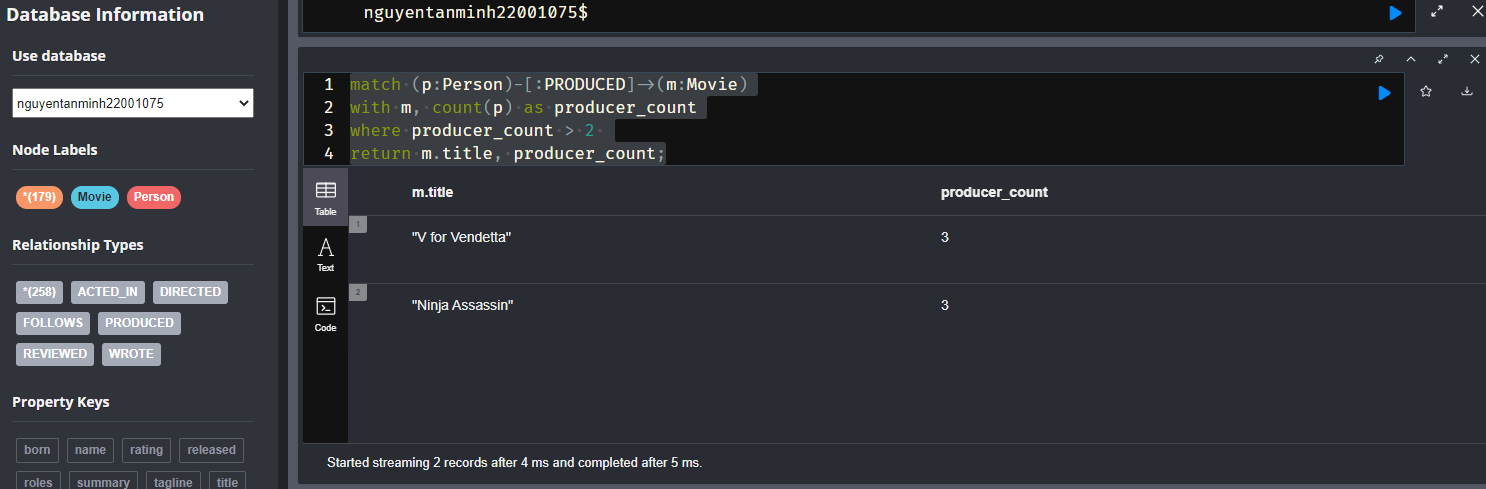 Database Information
Use database
nguyentanminh22001075
Node Labels
*(179) Movie Person
Relationship Types
*(258) ACTED_IN DIRECTED
FOLLOWS PRODUCED
REVIEWED WROTE
Property Keys
born name rating released
roles summary tagline title
nguyentanminh22001075$
1 match (p:Person)-[:PRODUCED]->(m:Movie)
2 with m, count(p) as producer_count
3 where producer_count > 2
4 return m.title, producer_count;
Table
Text
Code
m.title producer_count
1
"V for Vendetta" 3
2
"Ninja Assassin" 3
Started streaming 2 records after 4 ms and completed after 5 ms.